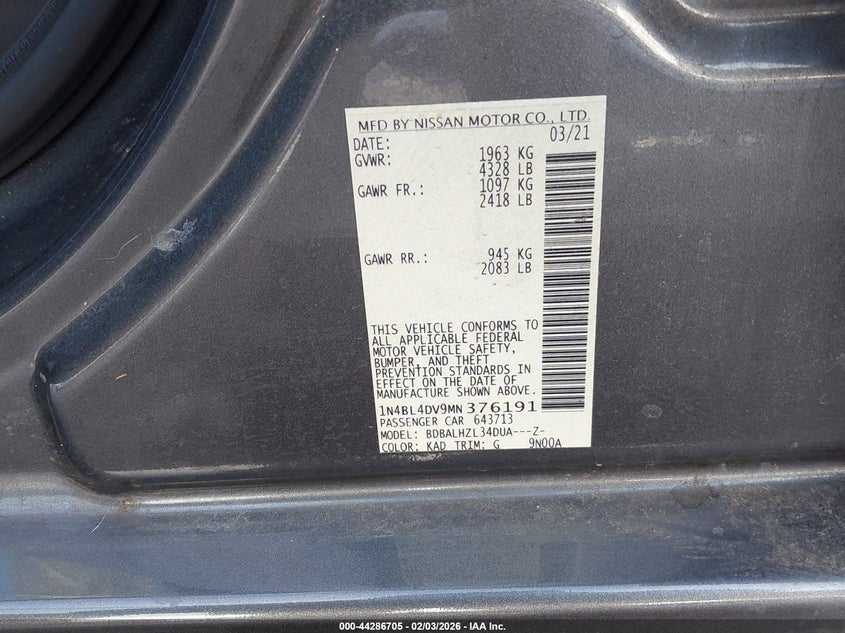 MFD BY NISSAN MOTOR CO., LTD.
DATE: 03/21
GVWR: 1963 KG
4328 LB
GAWR FR.: 1097 KG
2418 LB
GAWR RR.: 945 KG
2083 LB
THIS VEHICLE CONFORMS TO
ALL APPLICABLE FEDERAL
MOTOR VEHICLE SAFETY,
BUMPER, AND THEFT
PREVENTION STANDARDS IN
EFFECT ON THE DATE OF
MANUFACTURE SHOWN ABOVE.
1N4BL4DV9MN376191
PASSENGER CAR 643713
MODEL: BDBALHZL34DUA---Z-
COLOR: KAD TRIM: G 9N00A
000-44286705 - 02/03/2026 - IAA Inc.